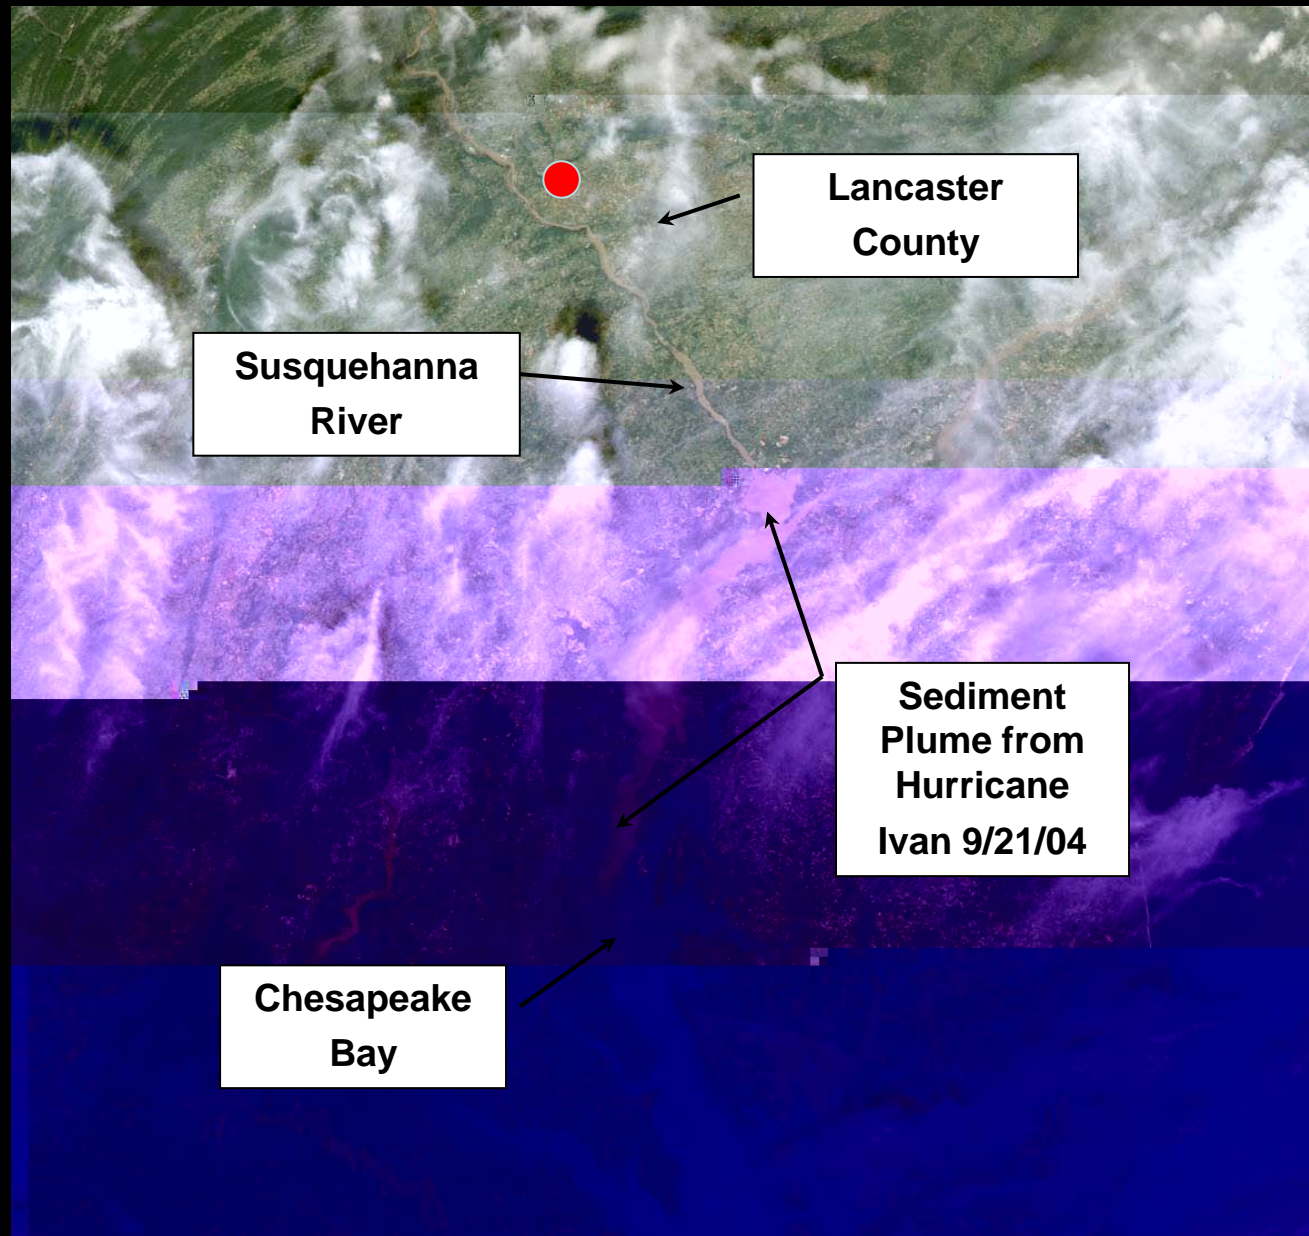 Lancaster
County
Susquehanna
River
Sediment
Plume from
Hurricane
Ivan 9/21/04
Chesapeake
Bay